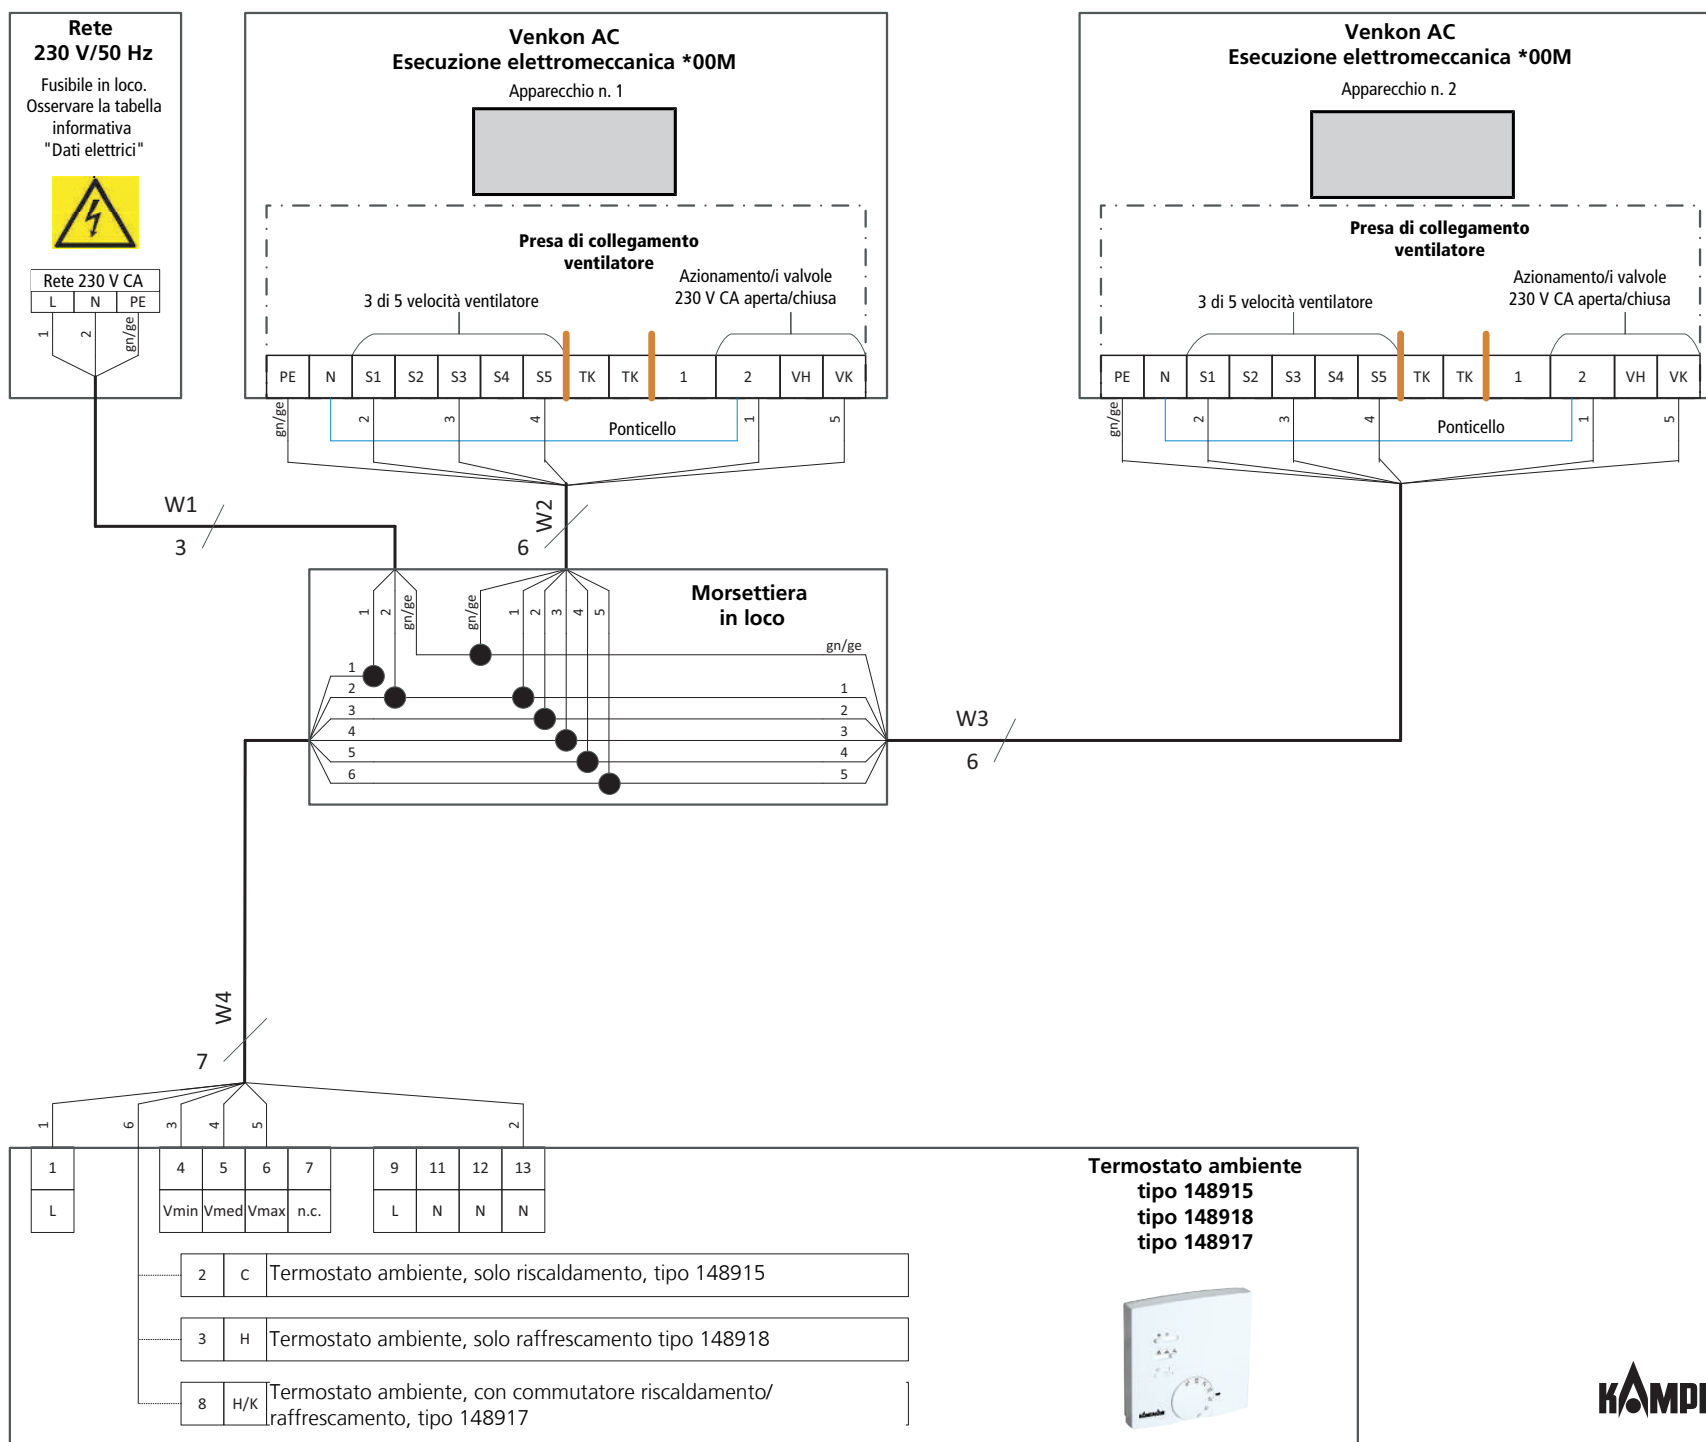 Rete
230 V/50 Hz
Fusibile in loco.
Osservare la tabella
informativa
"Dati elettrici"
Rete 230 V CA
L N PE
1 2 gn/ge
Venkon AC
Esecuzione elettromeccanica *00M
Apparecchio n. 1
Presa di collegamento
ventilatore
3 di 5 velocità ventilatore
Azionamento/i valvole
230 V CA aperta/chiusa
PE N S1 S2 S3 S4 S5 TK TK 1 2 VH VK
gn/ge 2 3 4 1 5
Ponticello
Venkon AC
Esecuzione elettromeccanica *00M
Apparecchio n. 2
Presa di collegamento
ventilatore
3 di 5 velocità ventilatore
Azionamento/i valvole
230 V CA aperta/chiusa
PE N S1 S2 S3 S4 S5 TK TK 1 2 VH VK
gn/ge 2 3 4 1 5
Ponticello
W1
3
W2
6
Morsettiera
in loco
1 2 gn/ge gn/ge 1 2 3 4 5
gn/ge
1
2 1
3 2
4 3
5 4
6 5
W3
6
W4
7
1 6 3 4 5 2
1 4 5 6 7 9 11 12 13
L Vmin Vmed Vmax n.c. L N N N
2 C Termostato ambiente, solo riscaldamento, tipo 148915
3 H Termostato ambiente, solo raffrescamento tipo 148918
8 H/K Termostato ambiente, con commutatore riscaldamento/
raffrescamento, tipo 148917
Termostato ambiente
tipo 148915
tipo 148918
tipo 148917